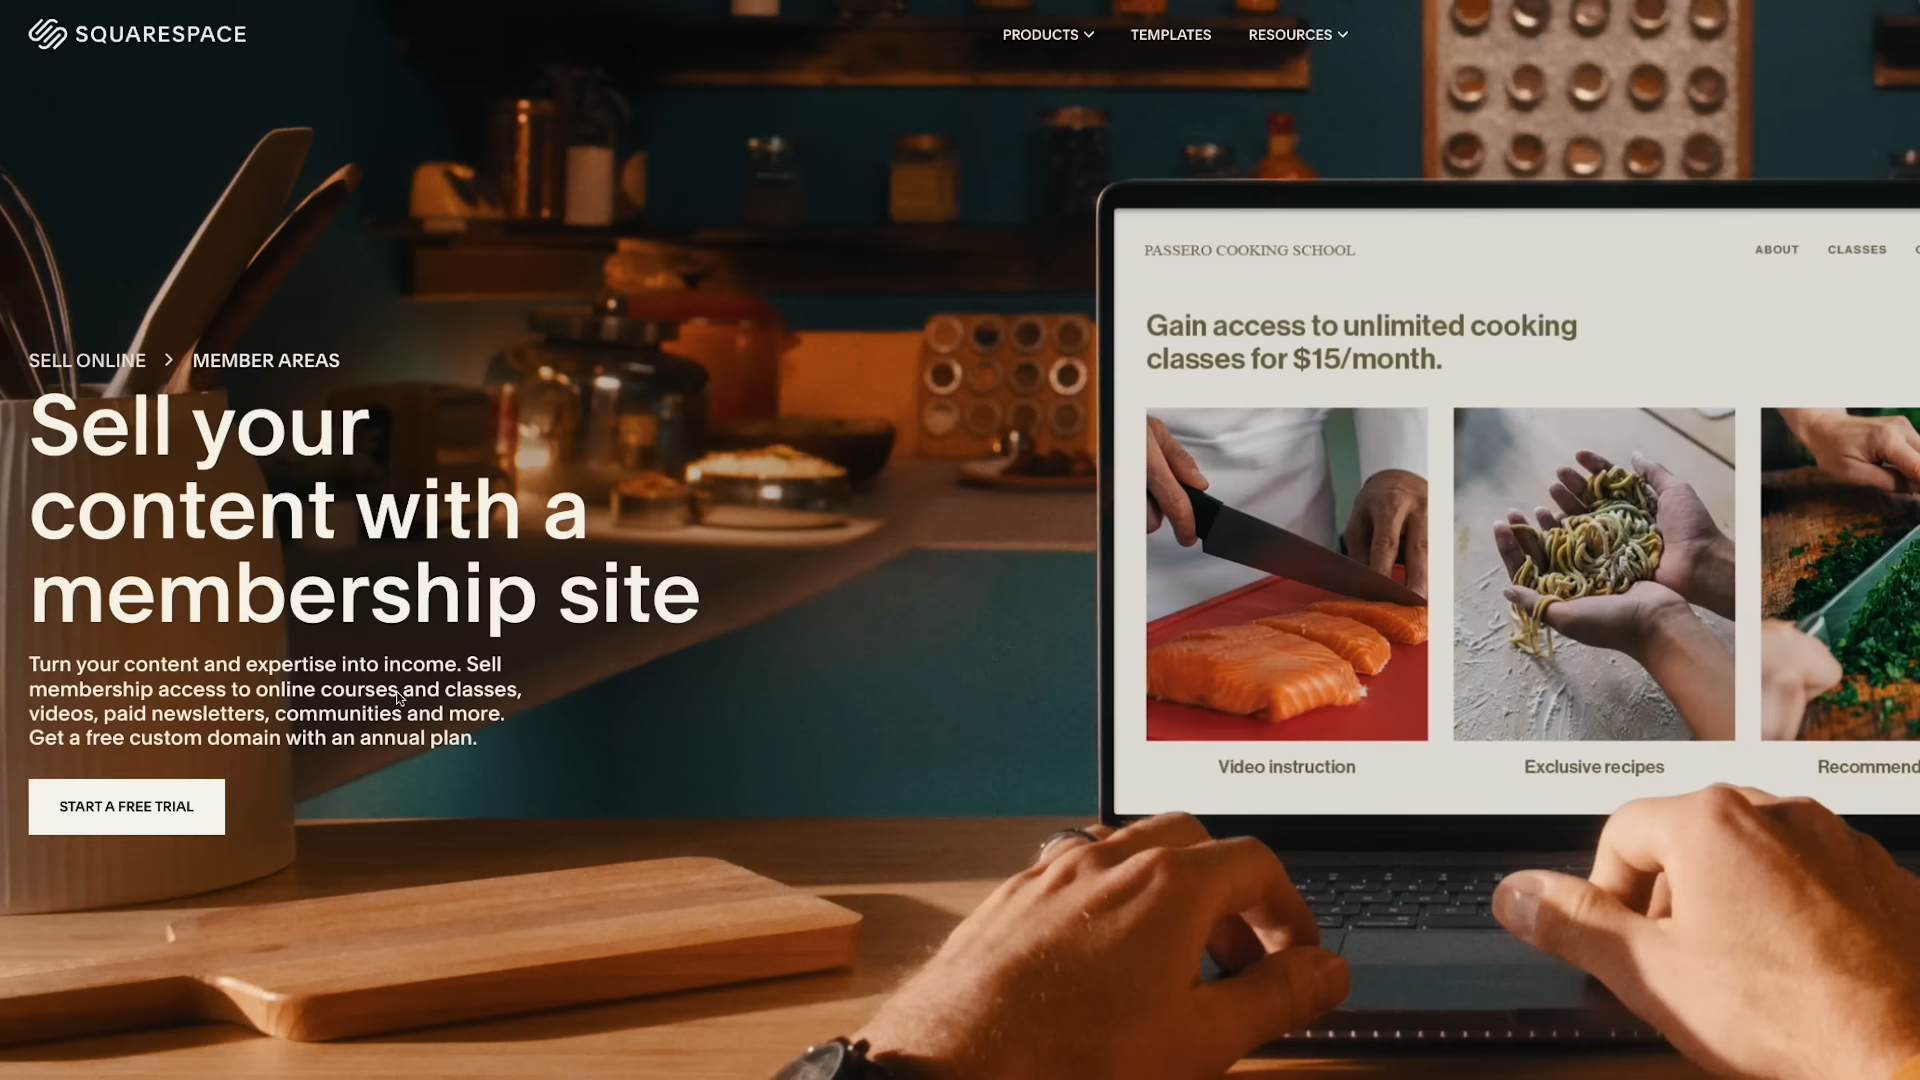 SQUARESPACE
PRODUCTS
TEMPLATES
RESOURCES
SELL ONLINE > MEMBER AREAS
Sell your
content with a
membership site
Turn your content and expertise into income. Sell
membership access to online courses and classes,
videos, paid newsletters, communities and more.
Get a free custom domain with an annual plan.
START A FREE TRIAL
PASSERO COOKING SCHOOL
ABOUT
CLASSES
Gain access to unlimited cooking
classes for $15/month.
Video instruction
Exclusive recipes
Recommend